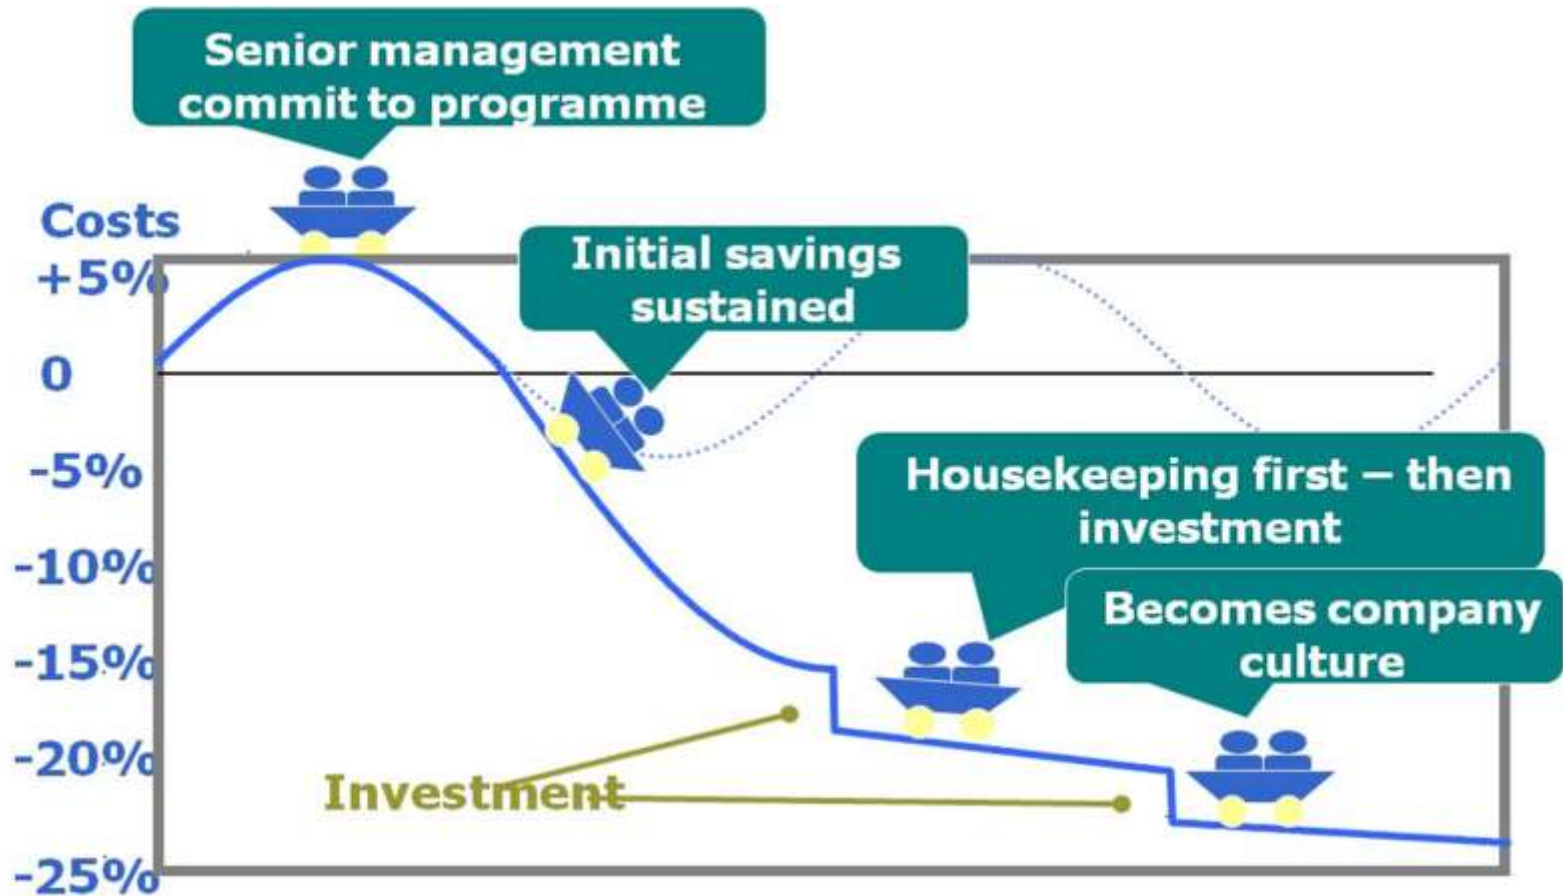 Senior management
commit to programme
Costs
+5%
Initial savings
sustained
0
-5%
Housekeeping first – then
investment
-10%
Becomes company
culture
-15%
-20%
Investment
-25%